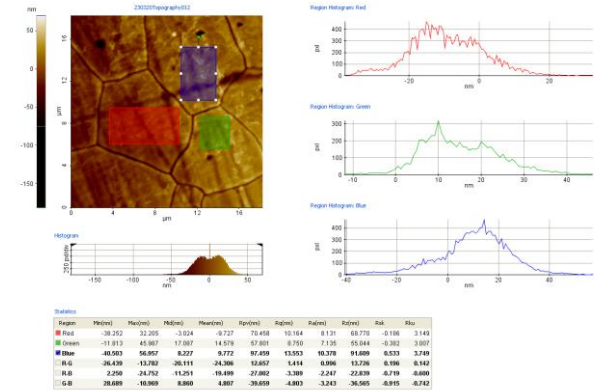 nm
230320Topography032
50
0
-50
-100
-150
16
12
8
4
0
µm
0 4 8 12 16
µm
Histogram
250 pxl/div
-150 -100 -50 0 50
nm
Region Histogram: Red
pxl
400
300
200
100
0
-20 0 20
nm
Region Histogram: Green
pxl
300
200
100
0
-10 0 10 20 30 40
nm
Region Histogram: Blue
pxl
400
300
200
100
0
-40 -20 0 20 40
nm
Statistics
Region Min(nm) Max(nm) Mid(nm) Mean(nm) Rpv(nm) Rq(nm) Ra(nm) Rz(nm) Rsk Rku
Red -38.252 32.205 -3.024 -9.727 70.458 10.164 8.131 68.770 -0.186 3.149
Green -11.813 45.987 17.087 14.579 57.801 8.750 7.135 55.044 -0.382 3.007
Blue -40.503 56.957 8.227 9.772 97.459 13.553 10.378 91.609 0.533 3.749
R-G -26.439 -13.782 -20.111 -24.306 12.657 1.414 0.996 13.726 0.196 0.142
R-B 2.250 -24.752 -11.251 -19.499 -27.002 -3.389 -2.247 -22.839 -0.719 -0.600
G-B 28.689 -10.969 8.860 4.807 -39.659 -4.803 -3.243 -36.565 -0.915 -0.742